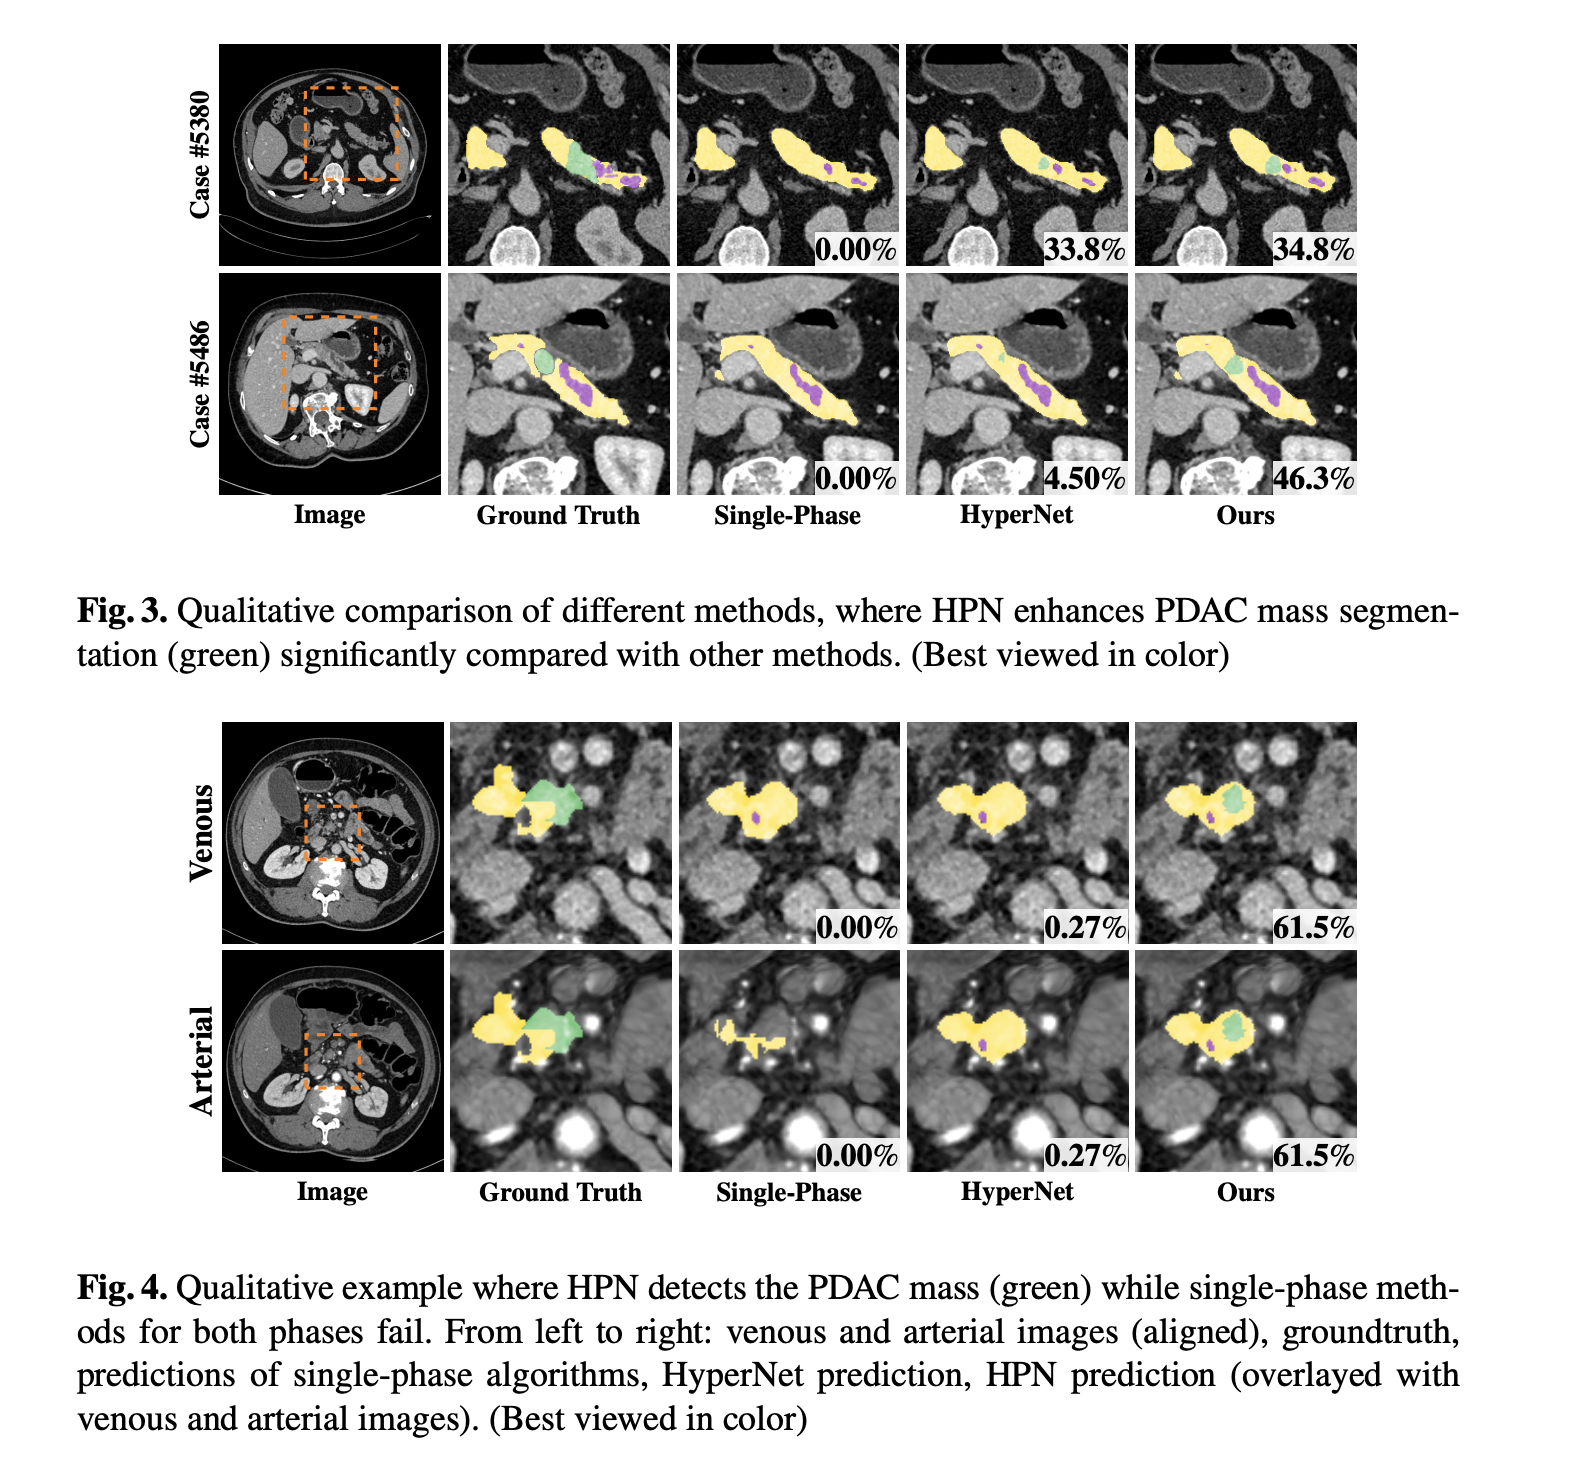 Case #5380
0.00%
33.8%
34.8%
Case #5486
0.00%
4.50%
46.3%
Image
Ground Truth
Single-Phase
HyperNet
Ours
Fig. 3. Qualitative comparison of different methods, where HPN enhances PDAC mass segmen-
tation (green) significantly compared with other methods. (Best viewed in color)
Venous
0.00%
0.27%
61.5%
Arterial
0.00%
0.27%
61.5%
Image
Ground Truth
Single-Phase
HyperNet
Ours
Fig. 4. Qualitative example where HPN detects the PDAC mass (green) while single-phase meth-
ods for both phases fail. From left to right: venous and arterial images (aligned), groundtruth,
predictions of single-phase algorithms, HyperNet prediction, HPN prediction (overlayed with
venous and arterial images). (Best viewed in color)